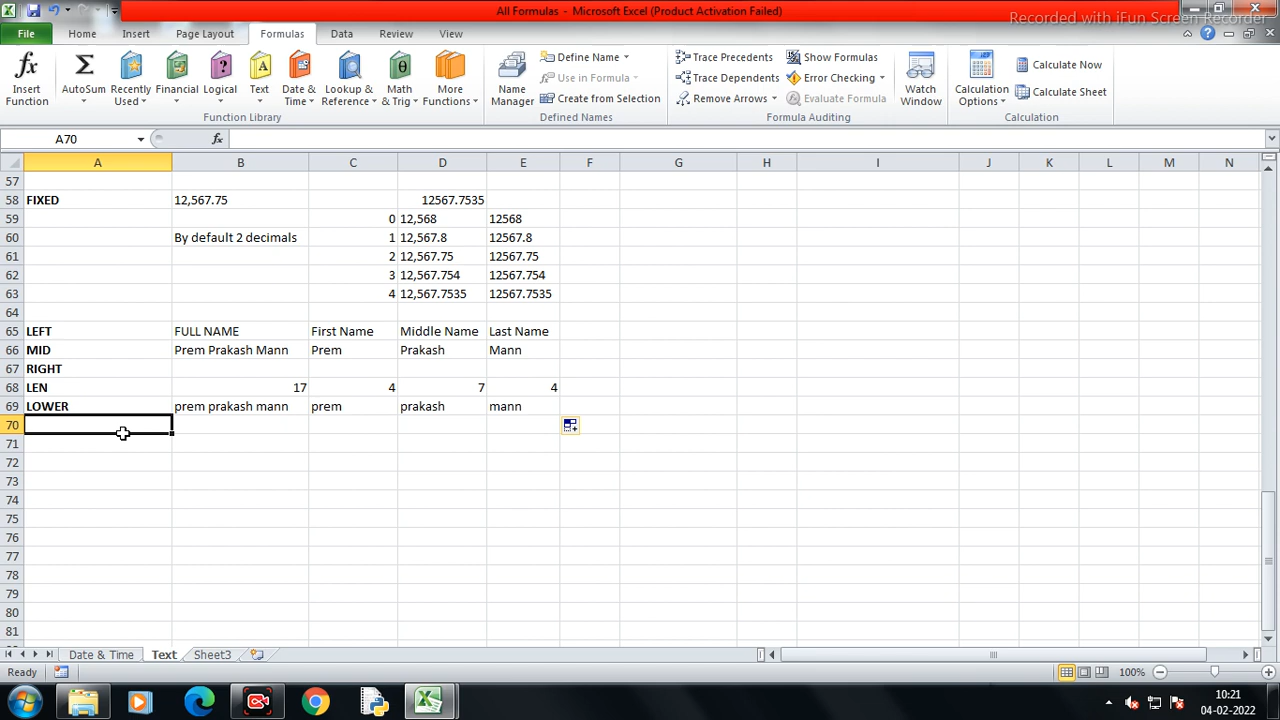 All Formulas - Microsoft Excel (Product Activation Failed)
Recorded with iFun Screen Recorder
File Home Insert Page Layout Formulas Data Review View
Insert Function
AutoSum
Recently Used
Financial
Logical
Text
Date & Time
Lookup & Reference
Math & Trig
More Functions
Function Library
Name Manager
Define Name
Use in Formula
Create from Selection
Defined Names
Trace Precedents
Trace Dependents
Remove Arrows
Show Formulas
Error Checking
Evaluate Formula
Watch Window
Formula Auditing
Calculation Options
Calculate Now
Calculate Sheet
Calculation
A70 fx
A B C D E F G H I J K L M N
57
58 FIXED 12,567.75 12567.7535
59 0 12,568 12568
60 By default 2 decimals 1 12,567.8 12567.8
61 2 12,567.75 12567.75
62 3 12,567.754 12567.754
63 4 12,567.7535 12567.7535
64
65 LEFT FULL NAME First Name Middle Name Last Name
66 MID Prem Prakash Mann Prem Prakash Mann
67 RIGHT
68 LEN 17 4 7 4
69 LOWER prem prakash mann prem prakash mann
70
71
72
73
74
75
76
77
78
79
80
81
Date & Time Text Sheet3
Ready 100%
10:21
04-02-2022